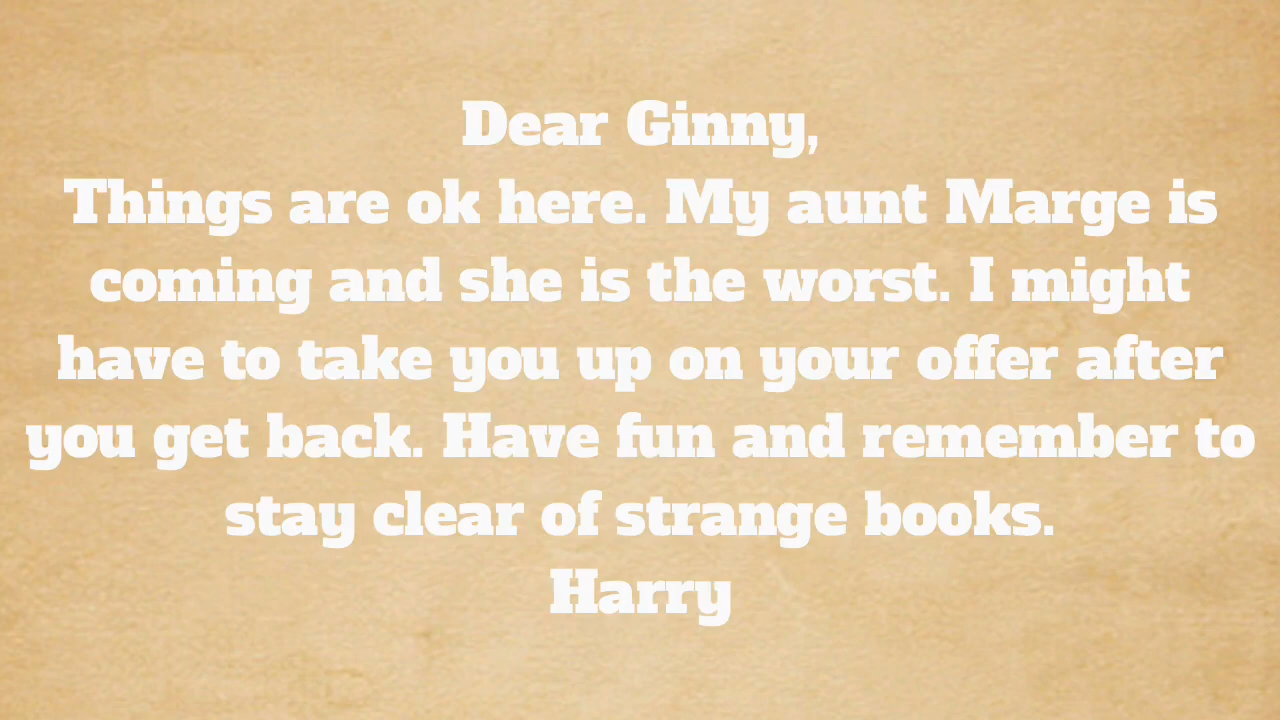 Dear Ginny,
Things are ok here. My aunt Marge is
coming and she is the worst. I might
have to take you up on your offer after
you get back. Have fun and remember to
stay clear of strange books.
Harry